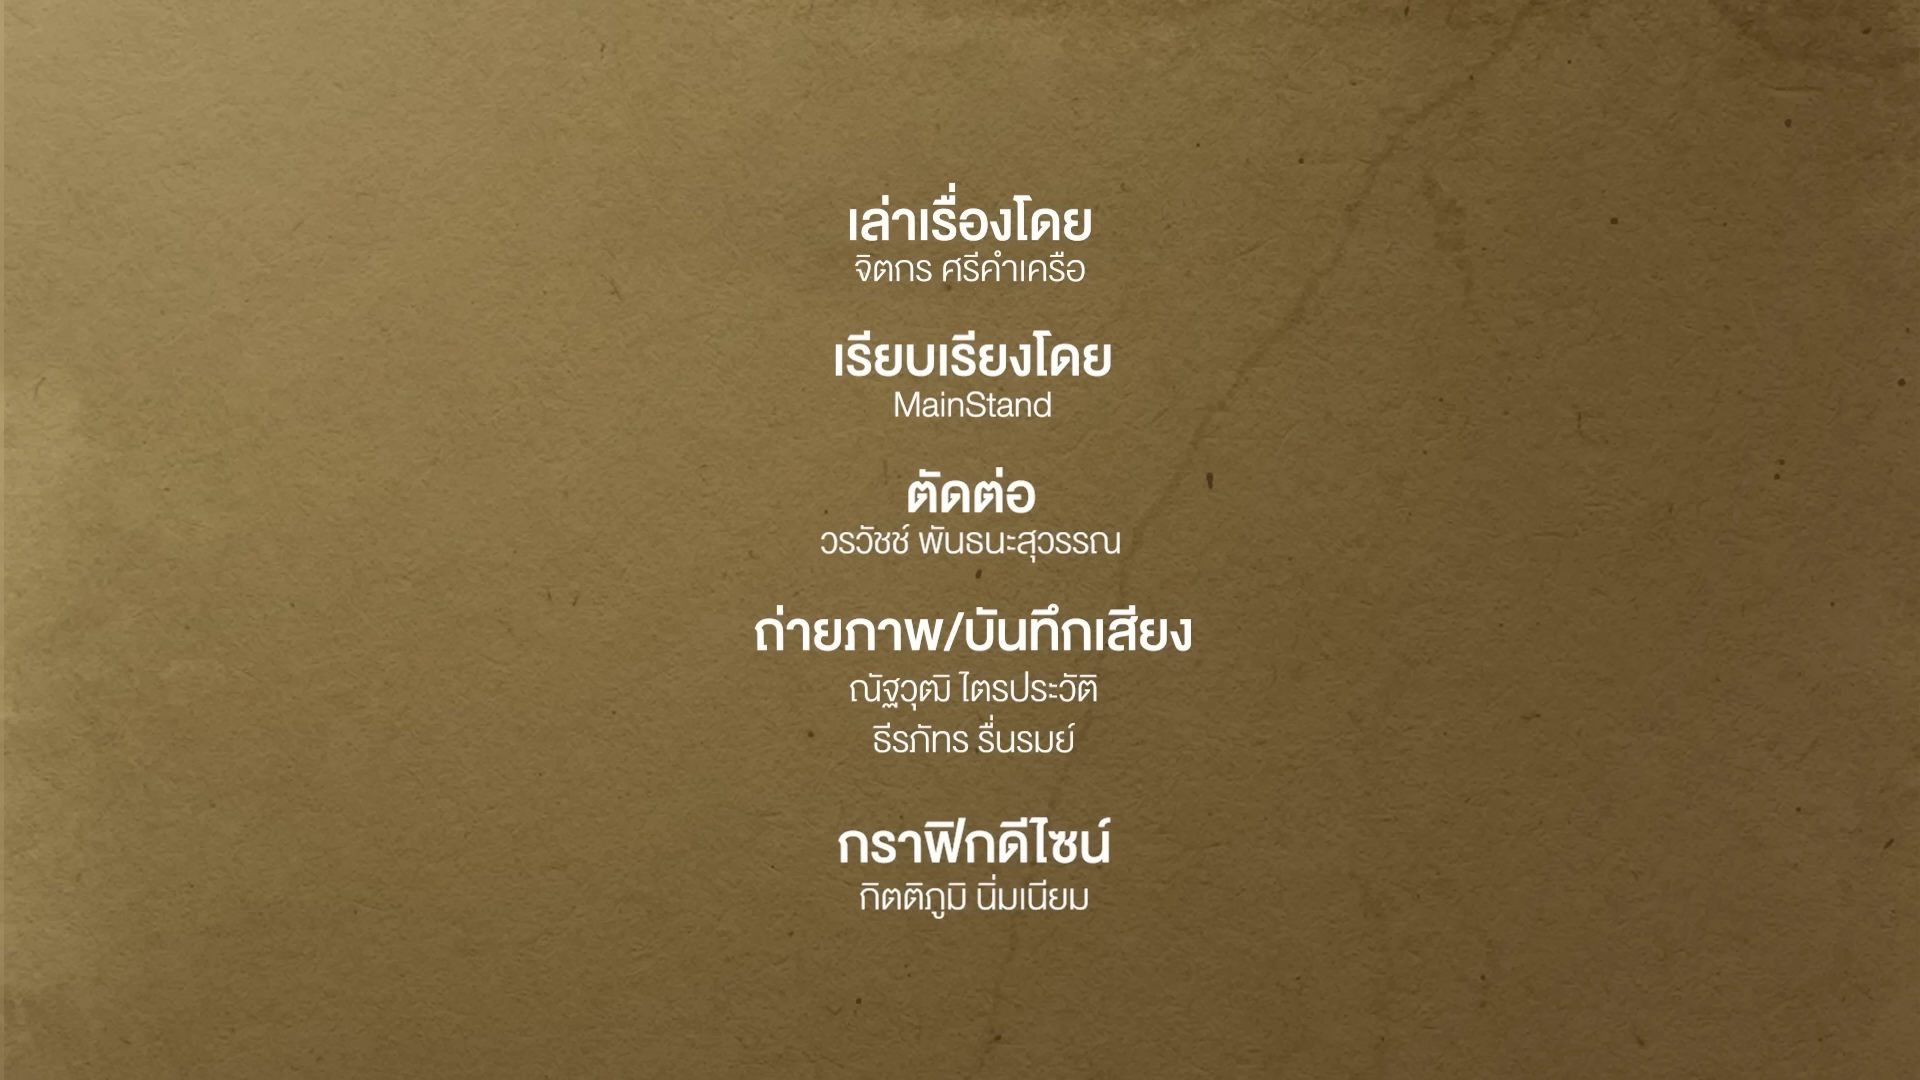 เล่าเรื่องโดย
จิตกร ศรีคำเครือ
เรียบเรียงโดย
MainStand
ตัดต่อ
วรวัชช์ พันธนะสุวรรณ
ถ่ายภาพ/บันทึกเสียง
ณัฐวุฒิ ไตรประวัติ
ธีรภัทร รื่นรมย์
กราฟิกดีไซน์
กิตติภูมิ นิ่มเนียม